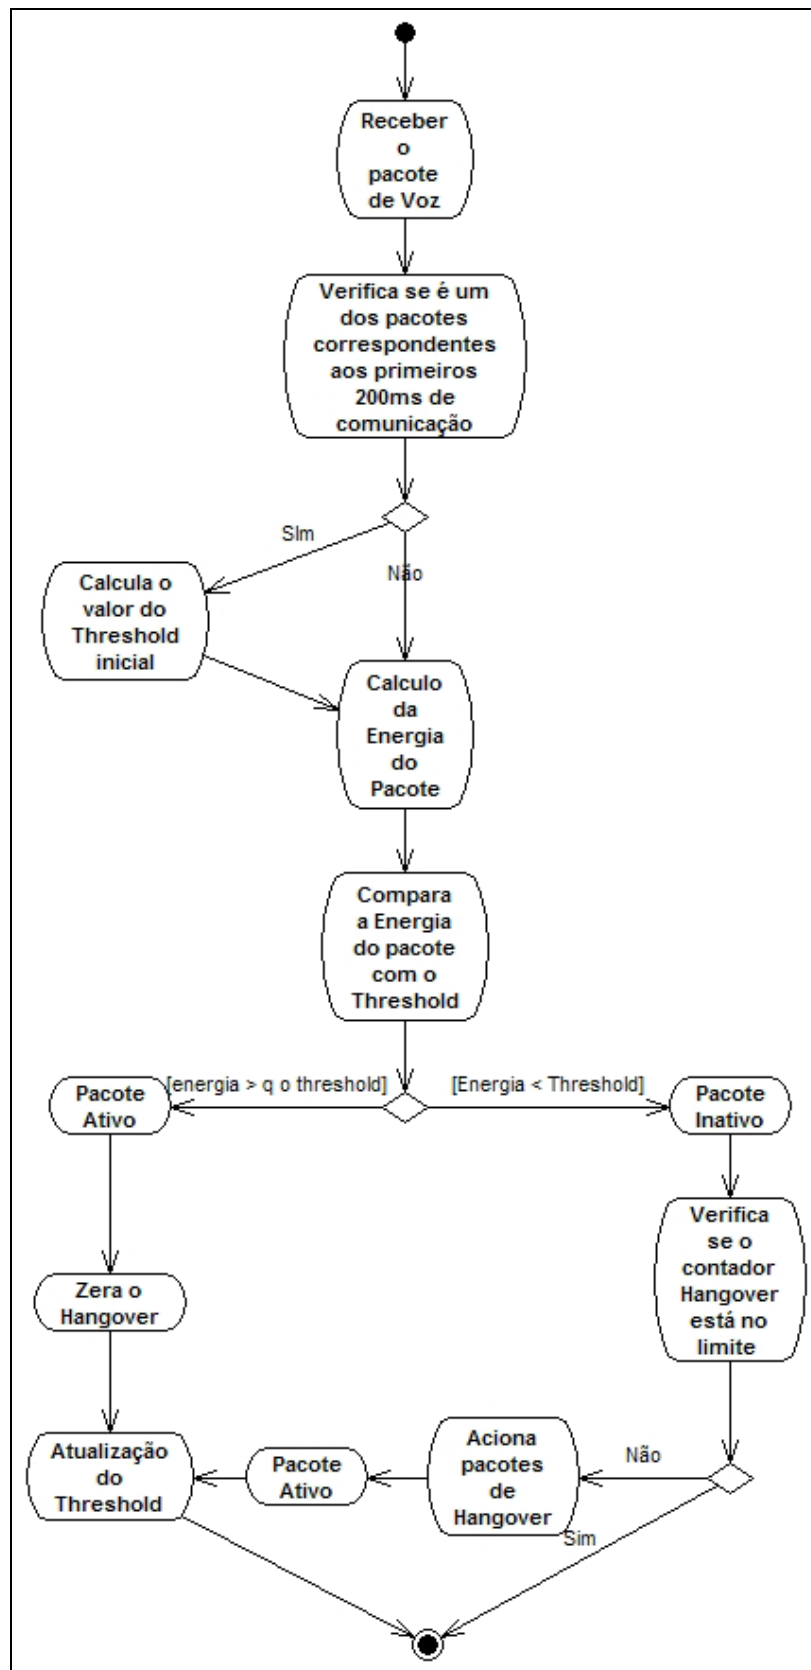 Receber
o
pacote
de Voz
Verifica se é um
dos pacotes
correspondentes
aos primeiros
200ms de
comunicação
SIm
Não
Calcula o
valor do
Threshold
inicial
Calculo
da
Energia
do
Pacote
Compara
a Energia
do pacote
com o
Threshold
[energia > q o threshold]
[Energia < Threshold]
Pacote
Ativo
Pacote
Inativo
Zera o
Hangover
Verifica
se o
contador
Hangover
está no
limite
Atualização
do
Threshold
Pacote
Ativo
Aciona
pacotes
de
Hangover
Não
Sim